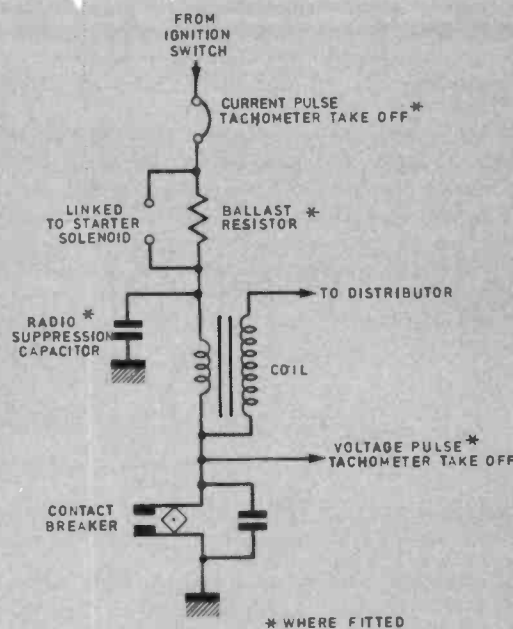 FROM
IGNITION
SWITCH
CURRENT PULSE *
TACHOMETER TAKE OFF
LINKED
TO STARTER
SOLENOID
BALLAST *
RESISTOR
TO DISTRIBUTOR
RADIO *
SUPPRESSION
CAPACITOR
COIL
VOLTAGE PULSE *
TACHOMETER TAKE OFF
CONTACT
BREAKER
* WHERE FITTED